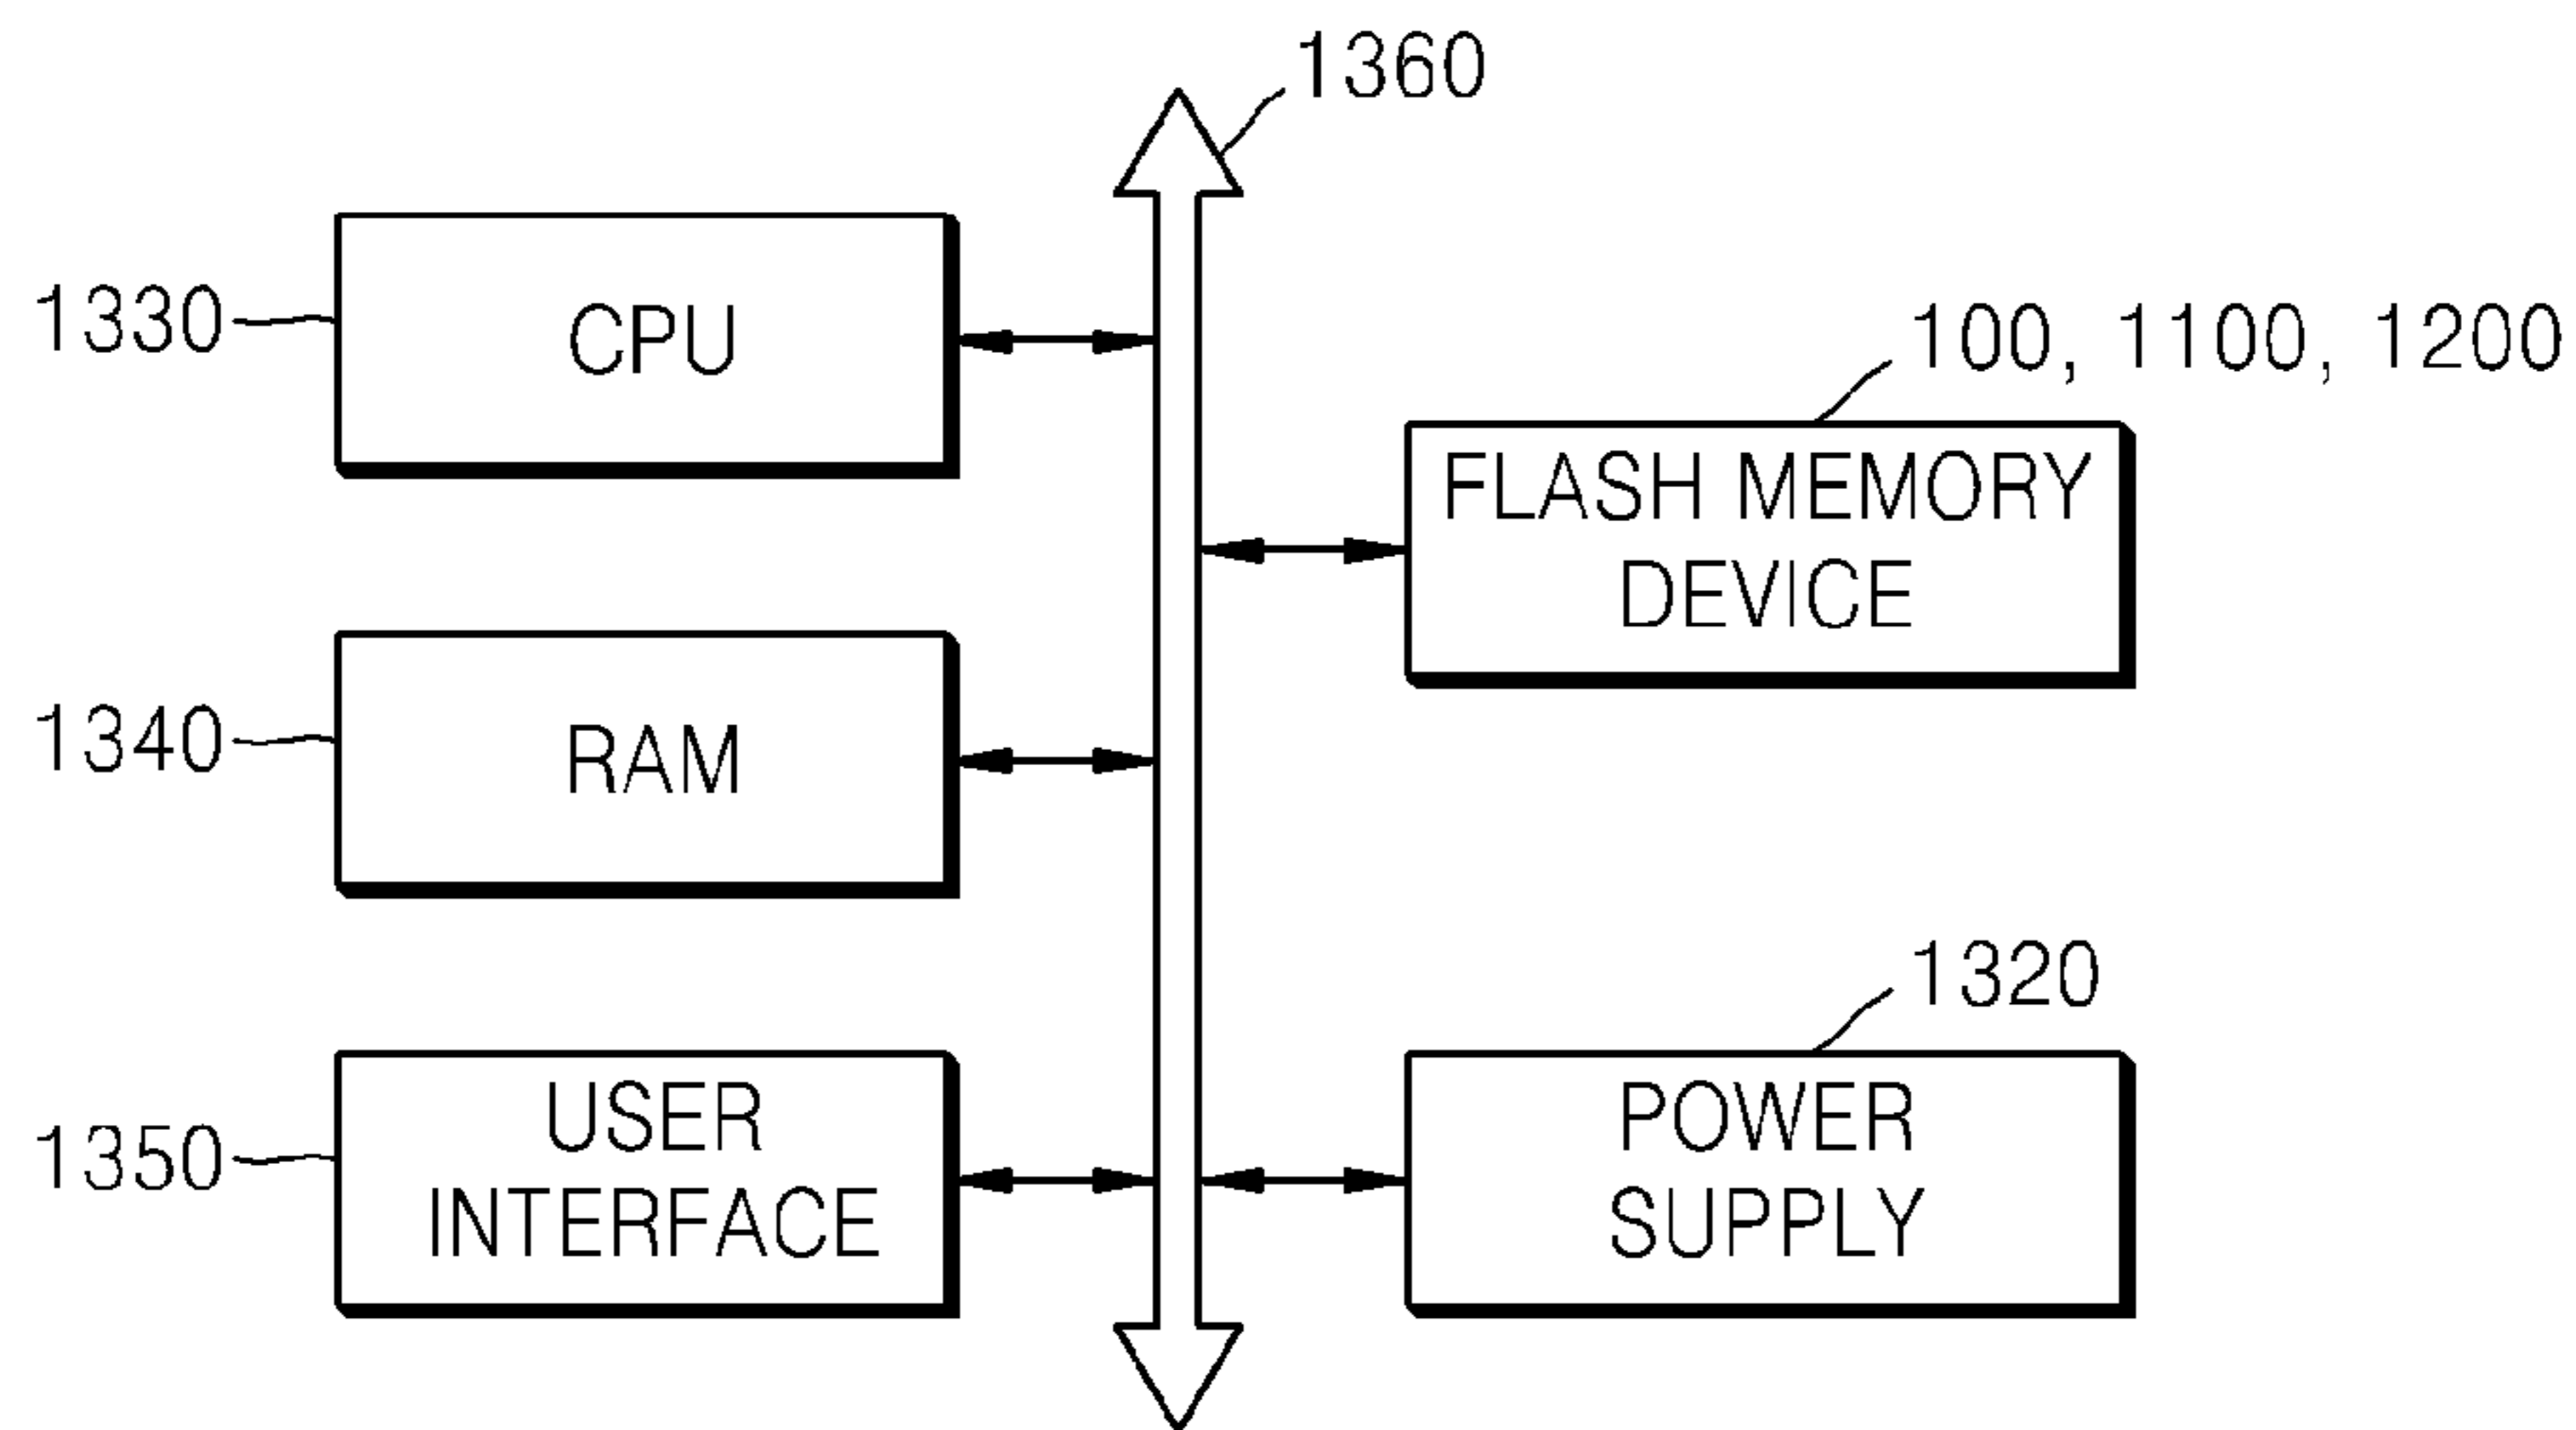 1360
1330
CPU
100, 1100, 1200
FLASH MEMORY
DEVICE
1340
RAM
1320
1350
USER
INTERFACE
POWER
SUPPLY